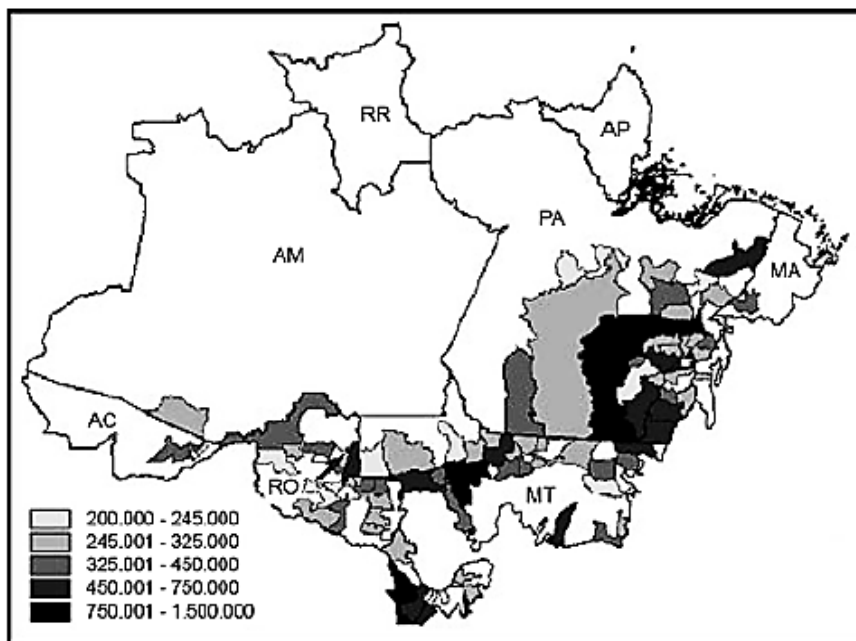 RR
AP
PA
AM
MA
AC
RO
MT
200.000 - 245.000
245.001 - 325.000
325.001 - 450.000
450.001 - 750.000
750.001 - 1.500.000